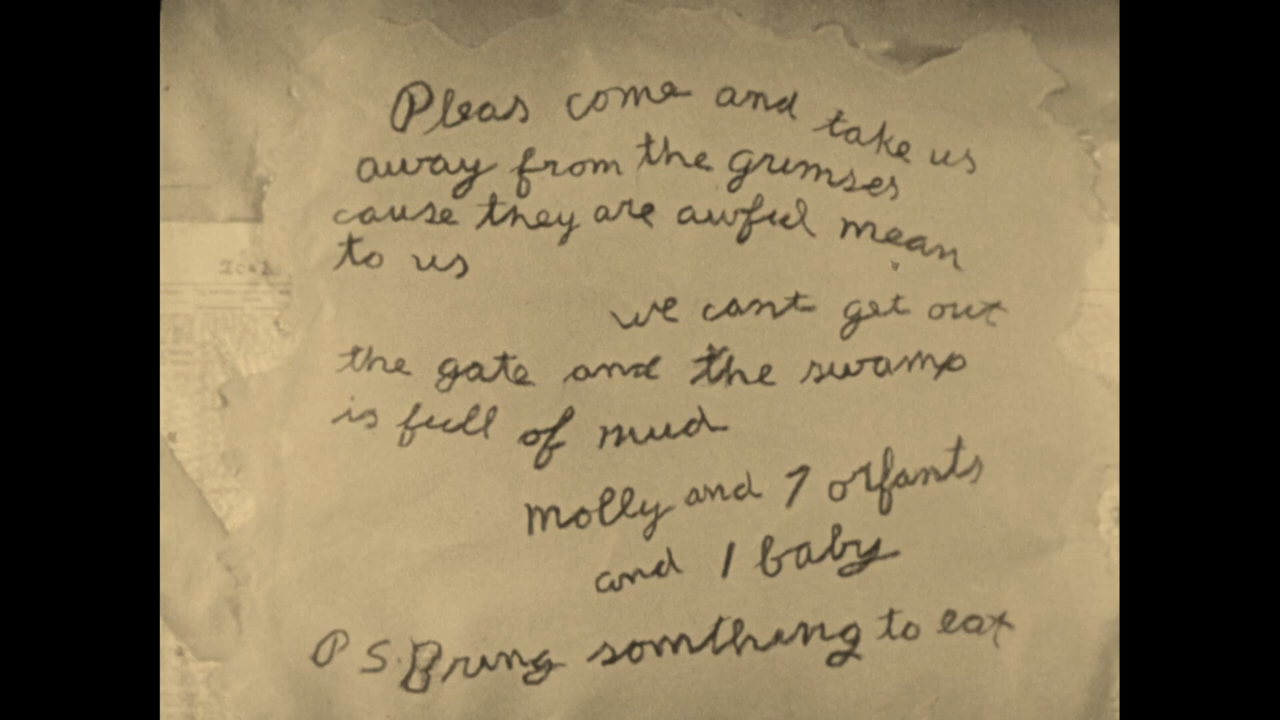 Pleas come and take us
away from the grimses
cause they are awful mean
to us
we cant get out
the gate and the swamp
is full of mud
Molly and 7 orfants
and 1 baby
P S. Bring somthing to eat